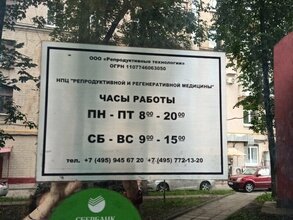 ООО «Репродуктивные технологии»
ОГРН 1107746063050
НПЦ "РЕПРОДУКТИВНОЙ И РЕГЕНЕРАТИВНОЙ МЕДИЦИНЫ"
ЧАСЫ РАБОТЫ
ПН - ПТ 8⁰⁰ - 20⁰⁰
СБ - ВС 9⁰⁰ - 15⁰⁰
тел. +7 (495) 945 67 20 +7 (495) 772-13-20
СБЕРБАНК